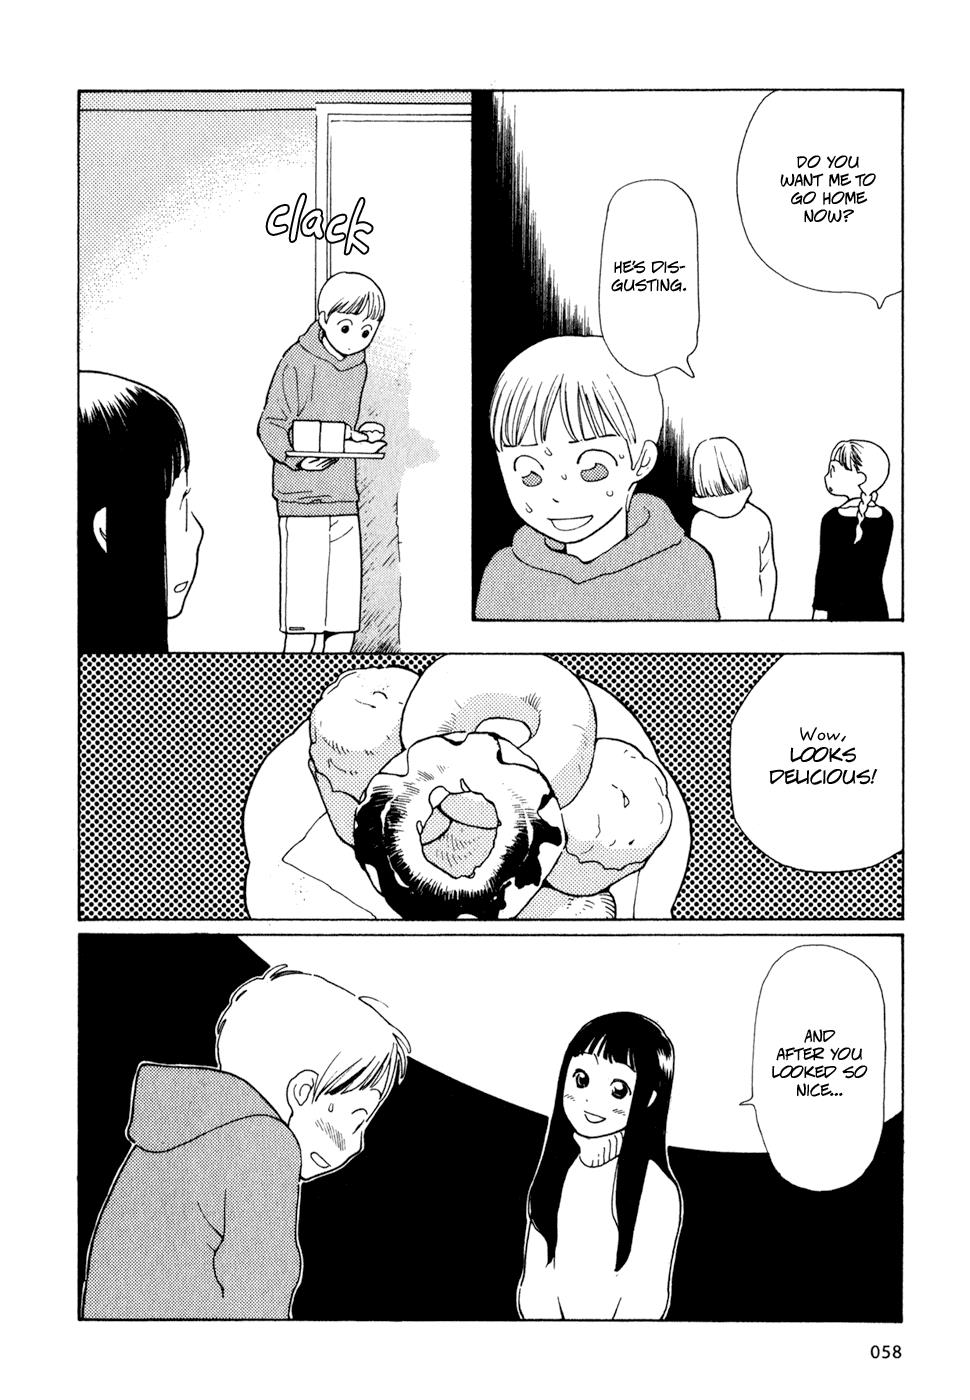 DO YOU
WANT ME TO
GO HOME
NOW?
HE'S DIS-
GUSTING.
clack
Wow,
LOOKS
DELICIOUS!
AND
AFTER YOU
LOOKED SO
NICE...
058